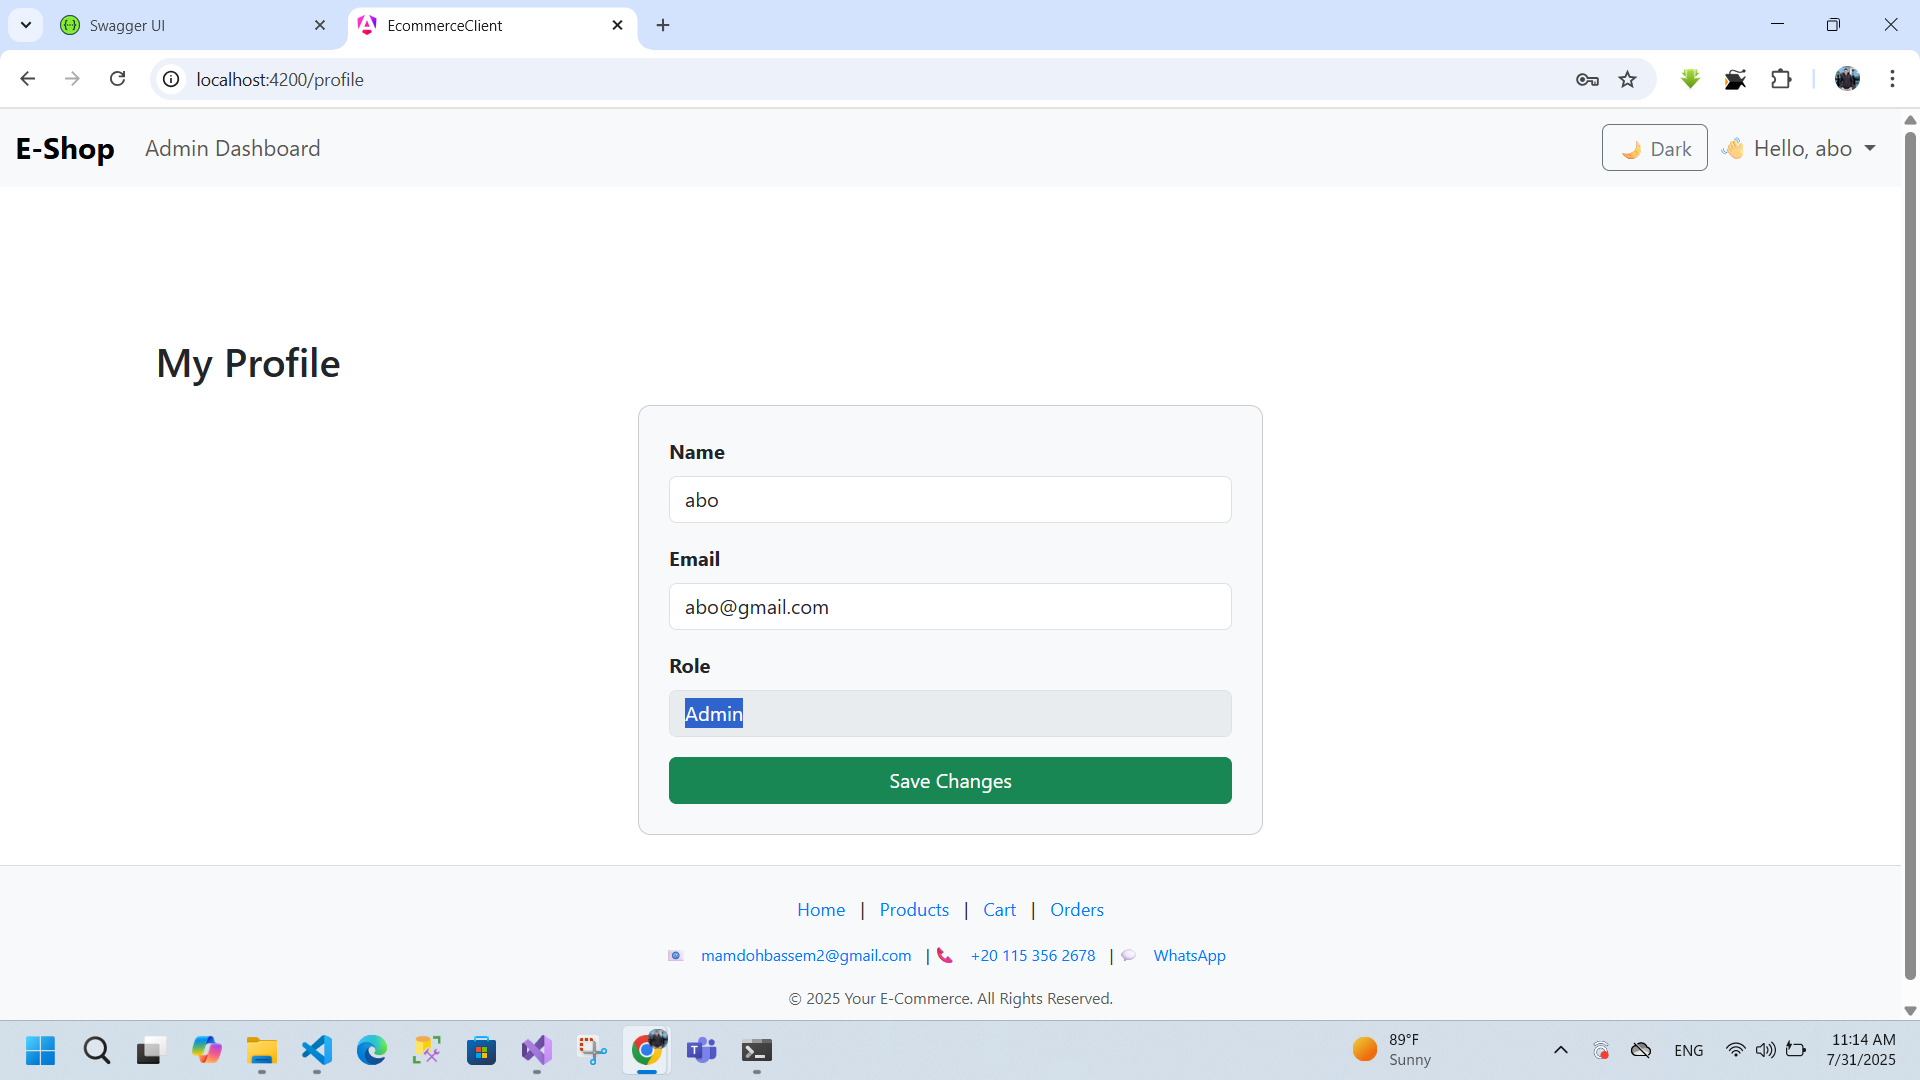 Swagger UI
EcommerceClient
localhost:4200/profile
E-Shop
Admin Dashboard
🌙 Dark
👋 Hello, abo
My Profile
Name
abo
Email
abo@gmail.com
Role
Admin
Save Changes
Home | Products | Cart | Orders
📧 mamdohbassem2@gmail.com | 📞 +20 115 356 2678 | 💬 WhatsApp
© 2025 Your E-Commerce. All Rights Reserved.
89°F
Sunny
ENG
11:14 AM
7/31/2025